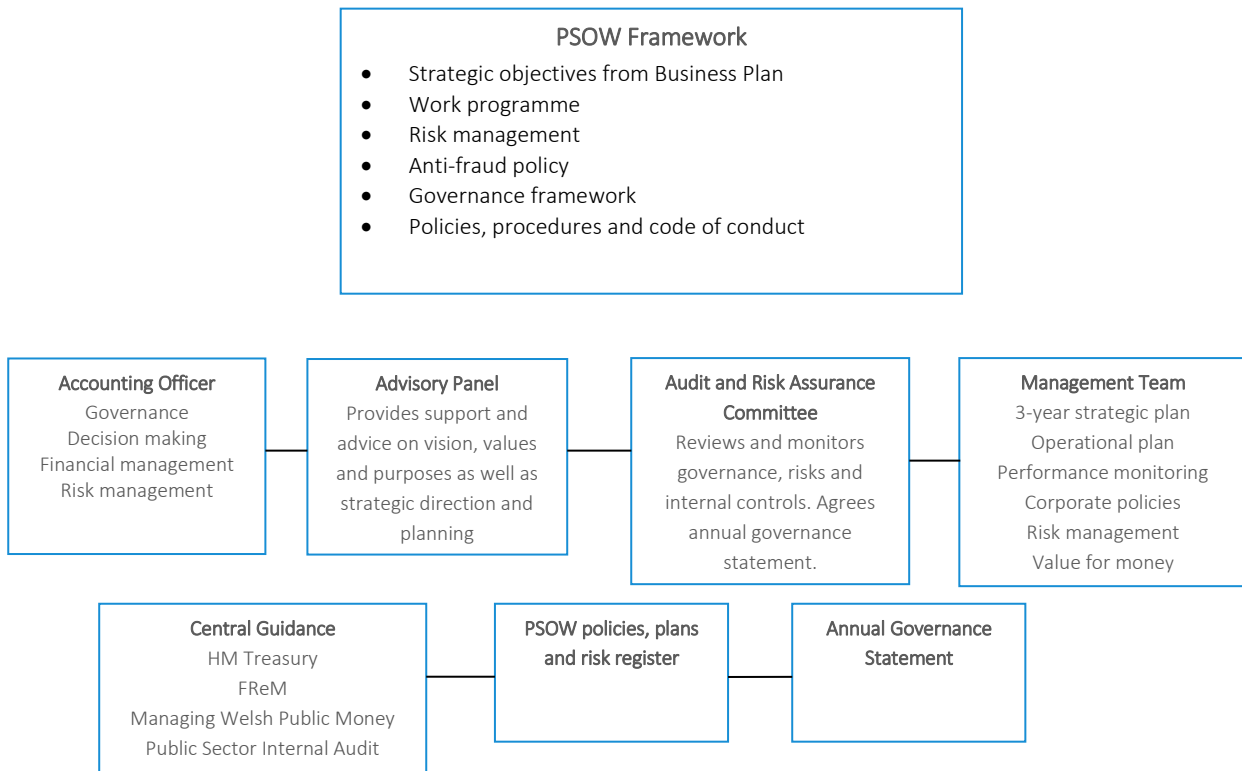 PSOW Framework
• Strategic objectives from Business Plan
• Work programme
• Risk management
• Anti-fraud policy
• Governance framework
• Policies, procedures and code of conduct
Accounting Officer
Governance
Decision making
Financial management
Risk management
Advisory Panel
Provides support and
advice on vision, values
and purposes as well as
strategic direction and
planning
Audit and Risk Assurance
Committee
Reviews and monitors
governance, risks and
internal controls. Agrees
annual governance
statement.
Management Team
3-year strategic plan
Operational plan
Performance monitoring
Corporate policies
Risk management
Value for money
Central Guidance
HM Treasury
FReM
Managing Welsh Public Money
Public Sector Internal Audit
PSOW policies, plans
and risk register
Annual Governance
Statement